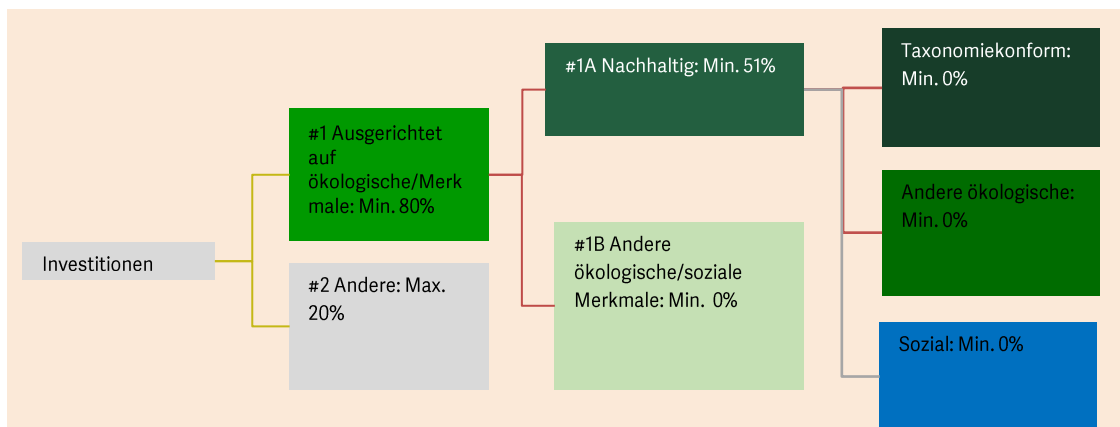 Investitionen
#1 Ausgerichtet
auf
ökologische/Merk
male: Min. 80%
#2 Andere: Max.
20%
#1A Nachhaltig: Min. 51%
#1B Andere
ökologische/soziale
Merkmale: Min. 0%
Taxonomiekonform:
Min. 0%
Andere ökologische:
Min. 0%
Sozial: Min. 0%